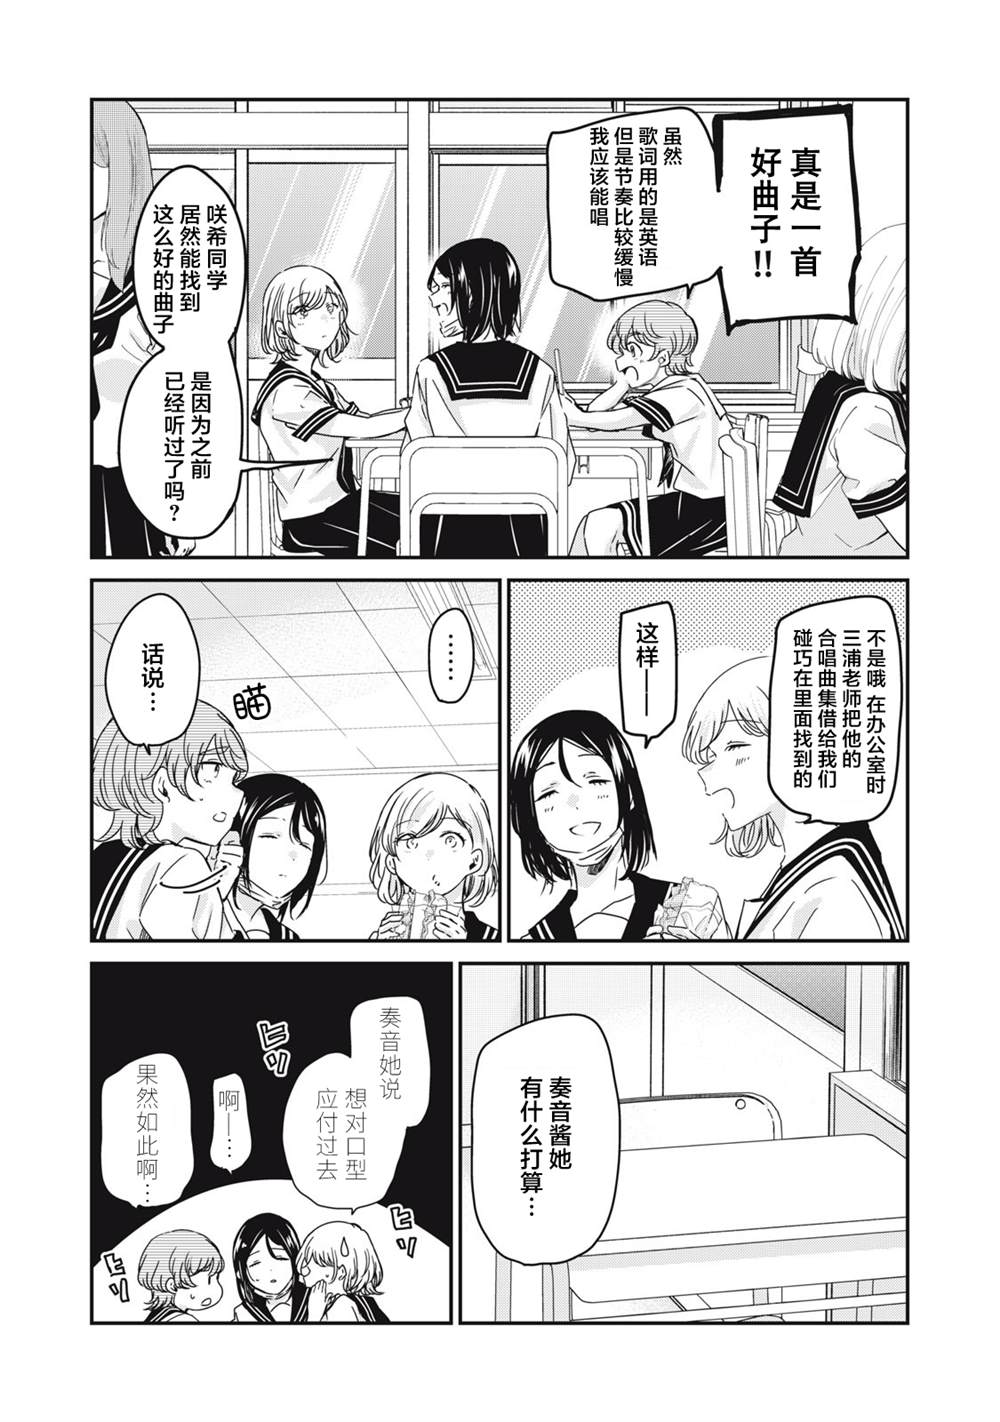 真是一首
好曲子!!
虽然
歌词用的是英语
但是节奏比较缓慢
我应该能唱
咲希同学
居然能找到
这么好的曲子
是因为之前
已经听过了吗?
不是哦 在办公室时
三浦老师把他的
合唱曲集借给我们
碰巧在里面找到的
这样——
……
瞄
话说…
奏音酱她
有什么打算…
奏音她说
想对口型
应付过去
啊—…
果然如此啊…
ヒソ
ヒソ
ヒソ